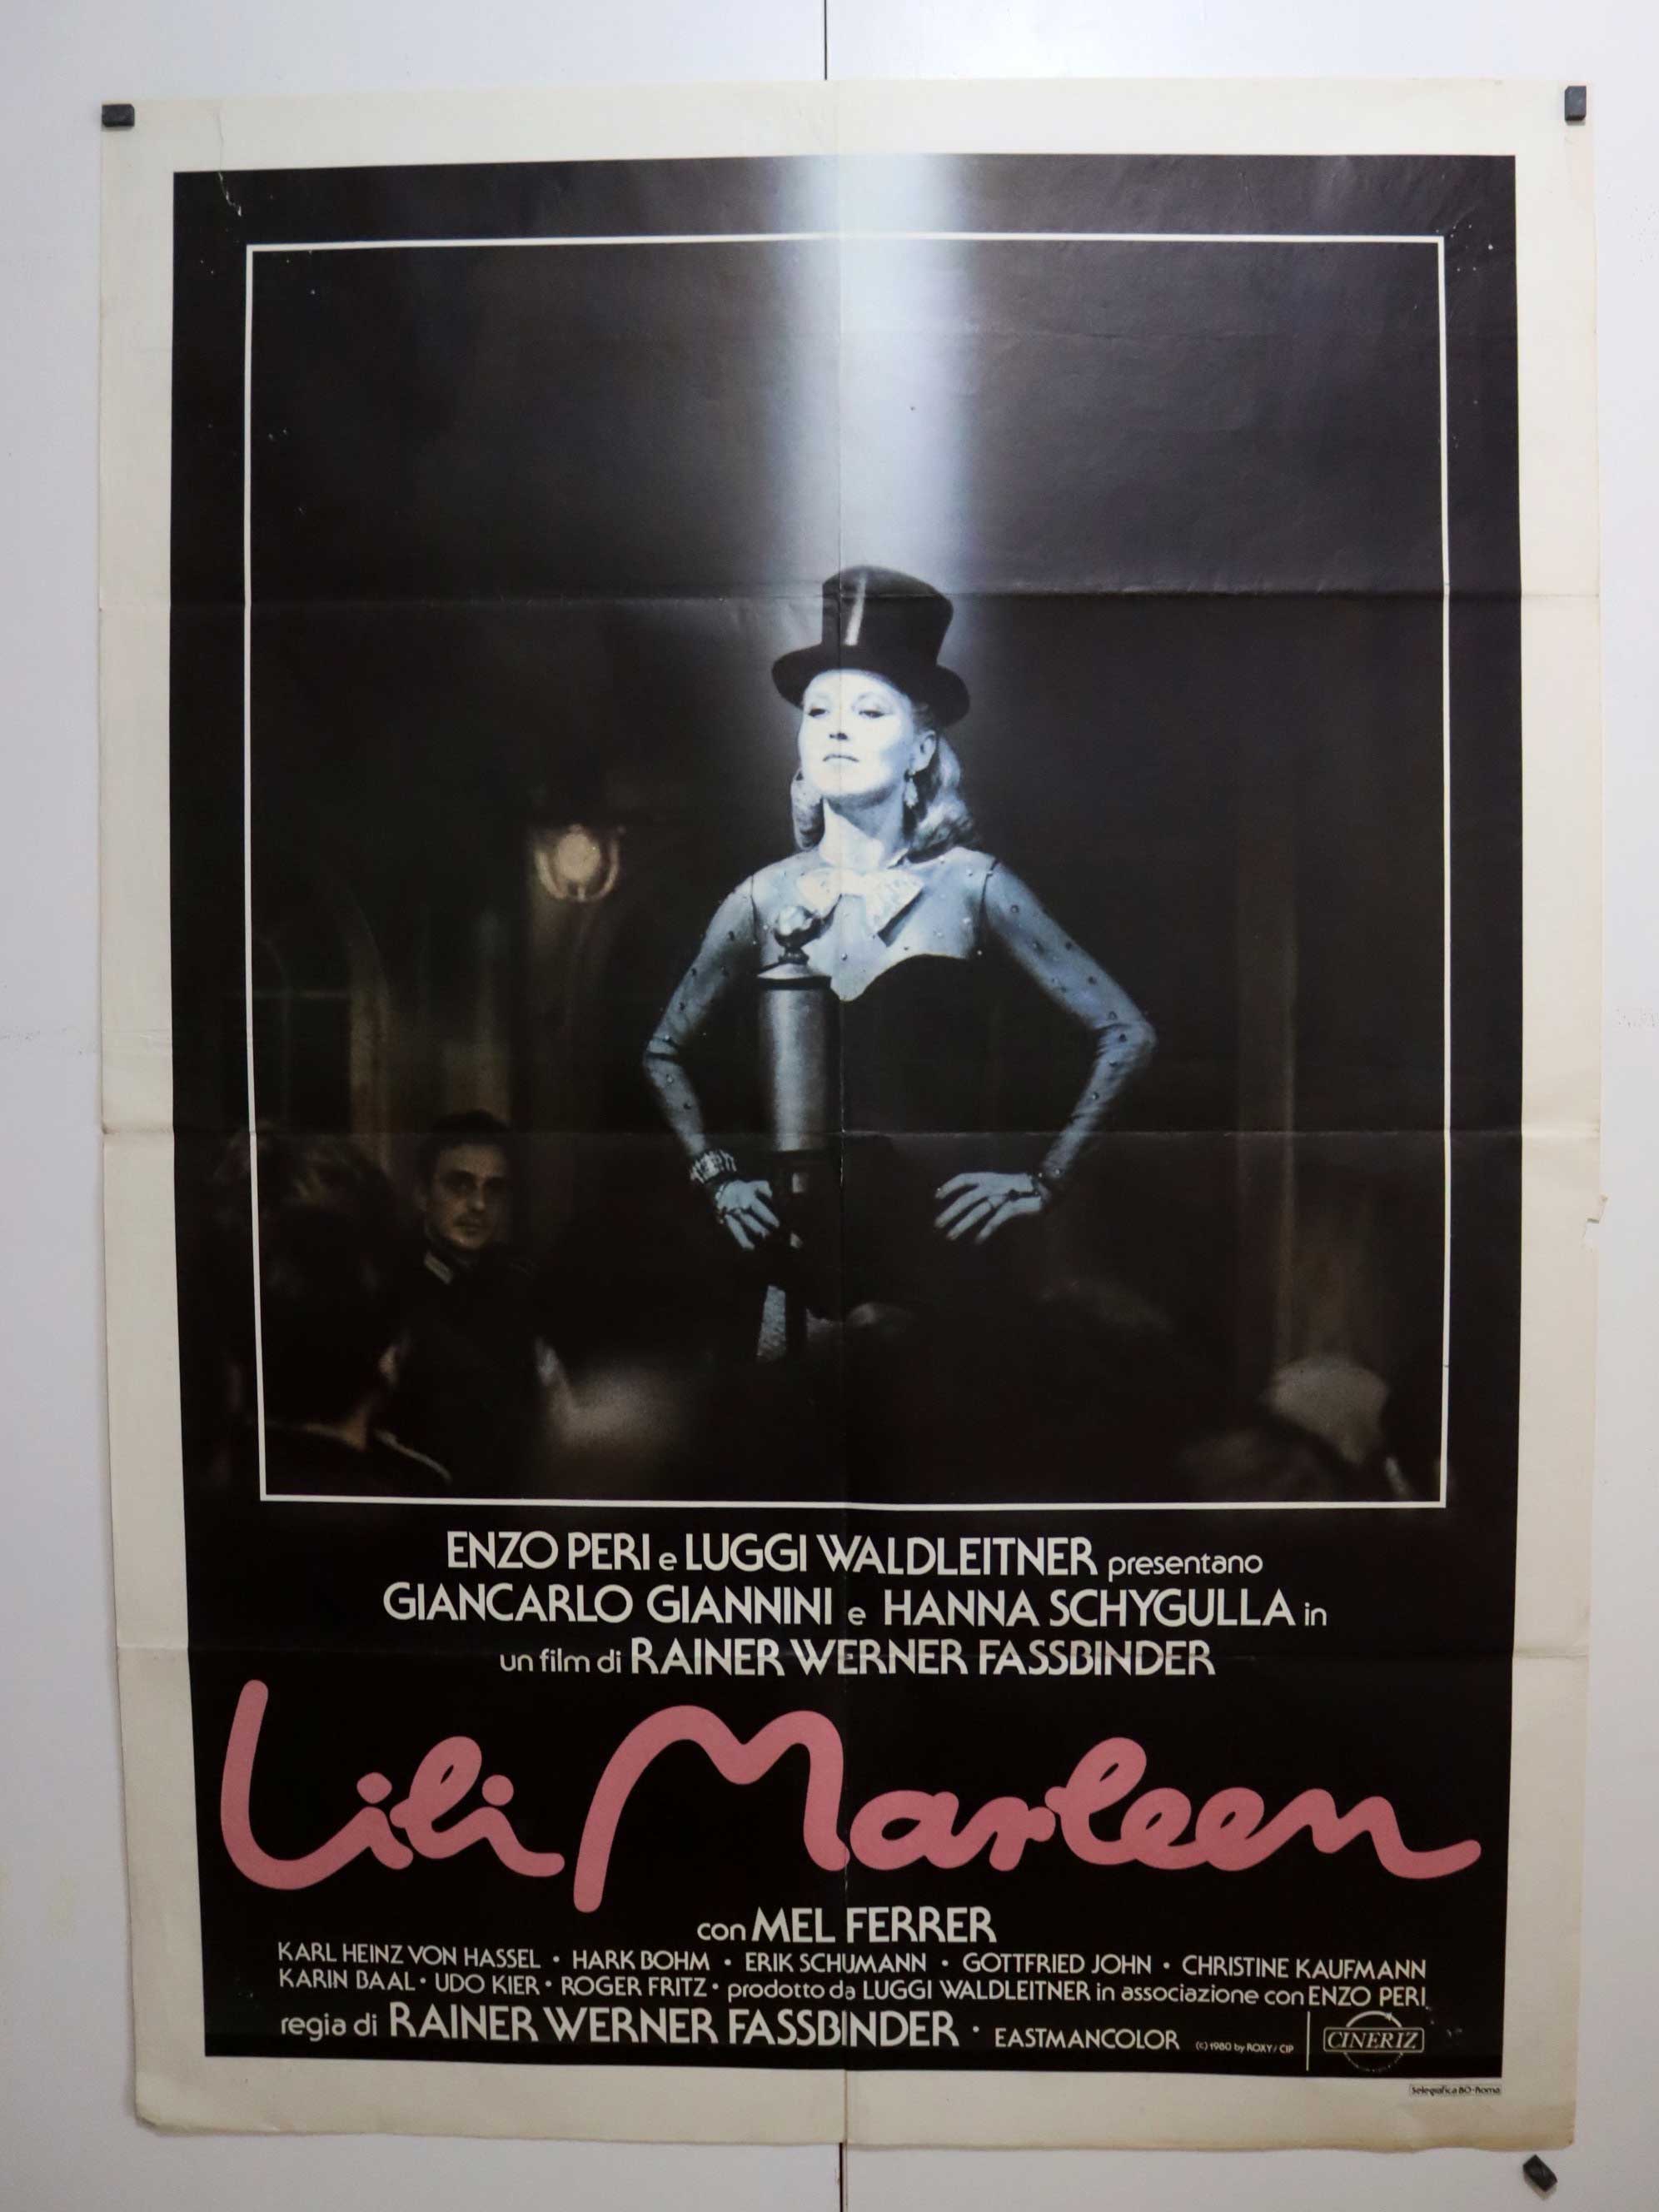 ENZO PERI e LUGGI WALDLEITNER presentano
GIANCARLO GIANNINI e HANNA SCHYGULLA in
un film di RAINER WERNER FASSBINDER
Lili Marleen
con MEL FERRER
KARL HEINZ VON HASSEL • HARK BOHM • ERIK SCHUMANN • GOTTFRIED JOHN • CHRISTINE KAUFMANN
KARIN BAAL • UDO KIER • ROGER FRITZ • prodotto da LUGGI WALDLEITNER in associazione con ENZO PERI
regia di RAINER WERNER FASSBINDER • EASTMANCOLOR (c) 1980 by ROXY / CIP CINERIZ
Selegrafica 80-Roma